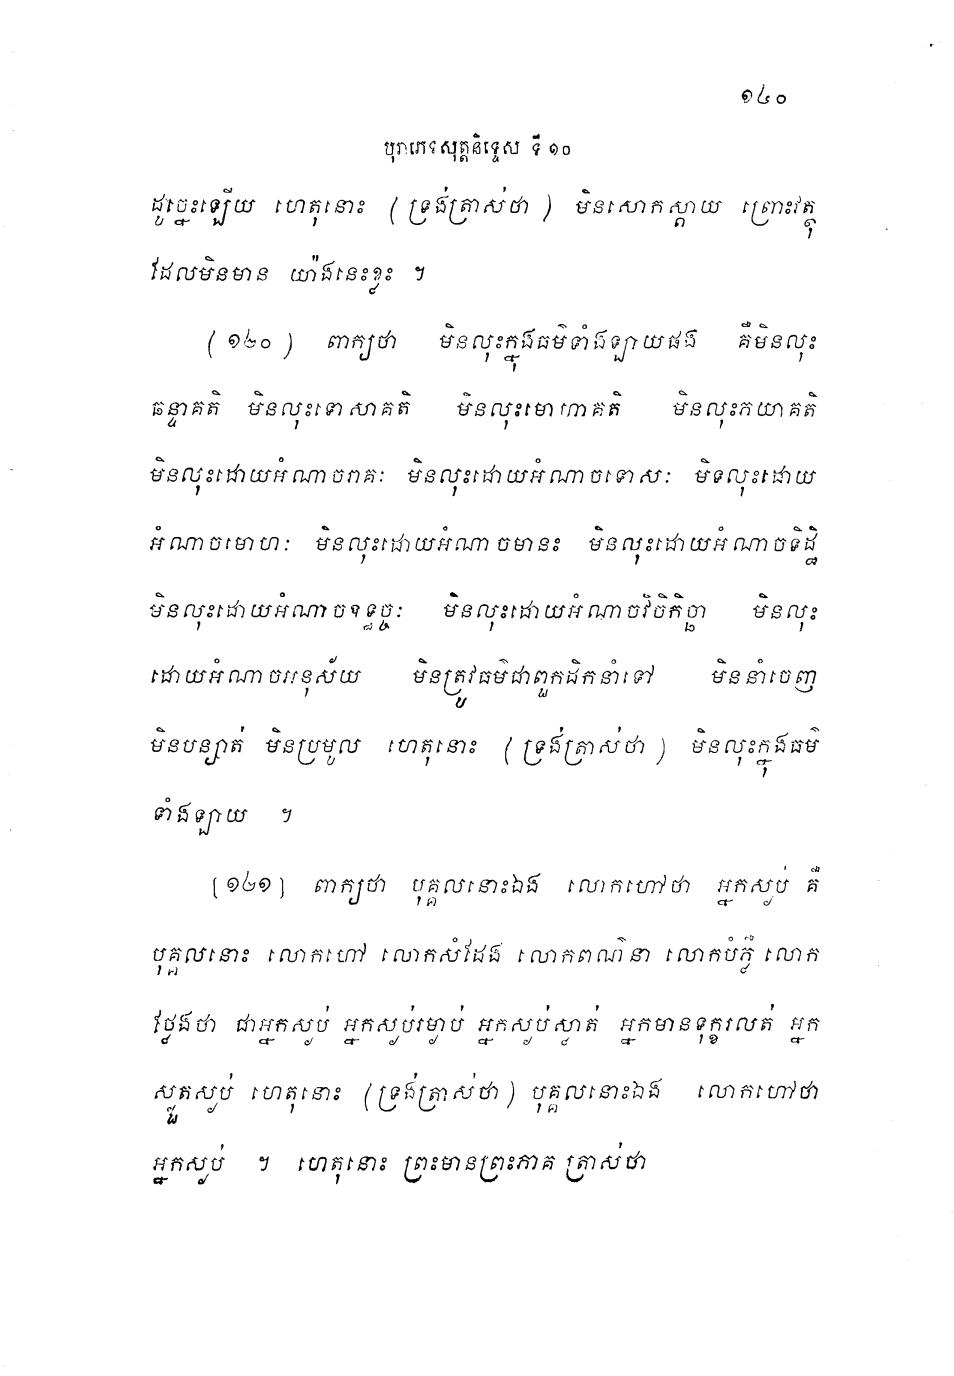 ១៤០
បុរាភេទសុត្តនិទ្ទេស ទី ១០
ដូច្នេះឡើយ ហេតុនោះ (ទ្រង់ត្រាស់ថា) មិនសោកស្ដាយ ព្រោះវត្ថុ
ដែលមិនមាន យ៉ាងនេះខ្លះ ។
(១៤០) ពាក្យថា មិនលុះក្នុងធម៌ទាំងឡាយផង គឺមិនលុះ
ឆន្ទាគតិ មិនលុះទោសាគតិ មិនលុះមោហាគតិ មិនលុះភយាគតិ
មិនលុះដោយអំណាចរាគៈ មិនលុះដោយអំណាចទោសៈ មិទលុះដោយ
អំណាចមោហៈ មិនលុះដោយអំណាចមានះ មិនលុះដោយអំណាចទិដ្ឋិ
មិនលុះដោយអំណាចឧទ្ធច្ចៈ មិនលុះដោយអំណាចវិចិកិច្ឆា មិនលុះ
ដោយអំណាចអនុស័យ មិនត្រូវធម៌ជាពួកដឹកនាំទៅ មិននាំចេញ
មិនបន្សាត់ មិនប្រមូល ហេតុនោះ (ទ្រង់ត្រាស់ថា) មិនលុះក្នុងធម៌
ទាំងឡាយ ។
(១៤១) ពាក្យថា បុគ្គលនោះឯង លោកហៅថា អ្នកស្ងប់ គឺ
បុគ្គលនោះ លោកហៅ លោកសំដែង លោកពណ៌នា លោកបំភ្លឺ លោក
ថ្លែងថា ជាអ្នកស្ងប់ អ្នកស្ងប់រម្ងាប់ អ្នកស្ងប់ស្ងាត់ អ្នកមានទុក្ខរលត់ អ្នក
ស្លូតស្ងប់ ហេតុនោះ (ទ្រង់ត្រាស់ថា) បុគ្គលនោះឯង លោកហៅថា
អ្នកស្ងប់ ។ ហេតុនោះ ព្រះមានព្រះភាគ ត្រាស់ថា